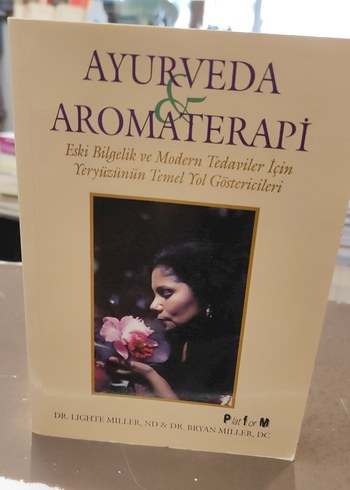 AYURVEDA
&
AROMATERAPİ
Eski Bilgelik ve Modern Tedaviler İçin
Yeryüzünün Temel Yol Göstericileri
PlatforM
DR. LIGHTE MILLER, ND & DR. BRYAN MILLER, DC